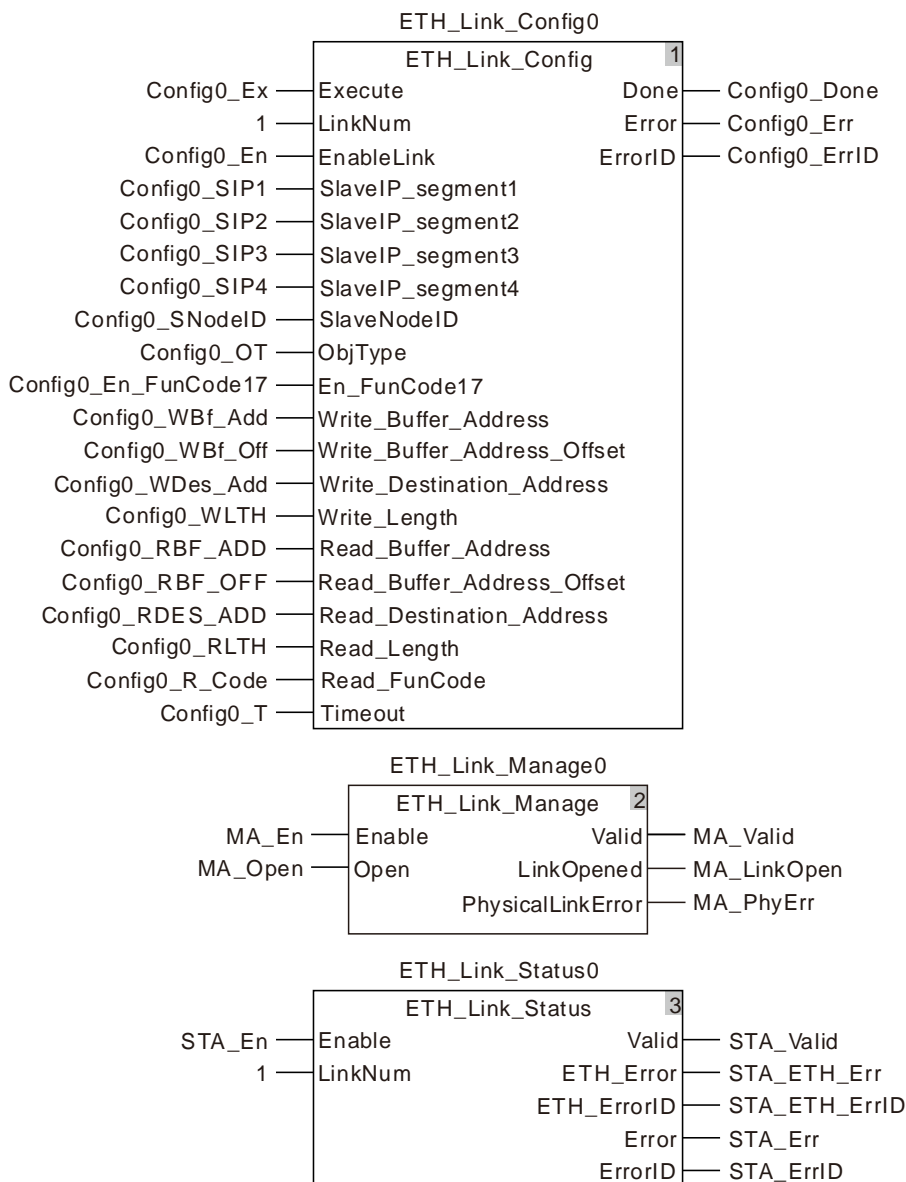 ETH_Link_Config0
ETH_Link_Config 1
Config0_Ex Execute Done Config0_Done
1 LinkNum Error Config0_Err
Config0_En EnableLink ErrorID Config0_ErrID
Config0_SIP1 SlaveIP_segment1
Config0_SIP2 SlaveIP_segment2
Config0_SIP3 SlaveIP_segment3
Config0_SIP4 SlaveIP_segment4
Config0_SNodeID SlaveNodeID
Config0_OT ObjType
Config0_En_FunCode17 En_FunCode17
Config0_WBf_Add Write_Buffer_Address
Config0_WBf_Off Write_Buffer_Address_Offset
Config0_WDes_Add Write_Destination_Address
Config0_WLTH Write_Length
Config0_RBF_ADD Read_Buffer_Address
Config0_RBF_OFF Read_Buffer_Address_Offset
Config0_RDES_ADD Read_Destination_Address
Config0_RLTH Read_Length
Config0_R_Code Read_FunCode
Config0_T Timeout
ETH_Link_Manage0
ETH_Link_Manage 2
MA_En Enable Valid MA_Valid
MA_Open Open LinkOpened MA_LinkOpen
PhysicalLinkError MA_PhyErr
ETH_Link_Status0
ETH_Link_Status 3
STA_En Enable Valid STA_Valid
1 LinkNum ETH_Error STA_ETH_Err
ETH_ErrorID STA_ETH_ErrID
Error STA_Err
ErrorID STA_ErrID